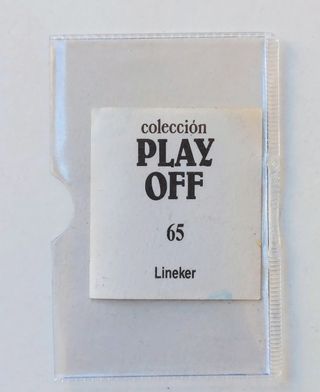 colección
PLAY
OFF
65
Lineker